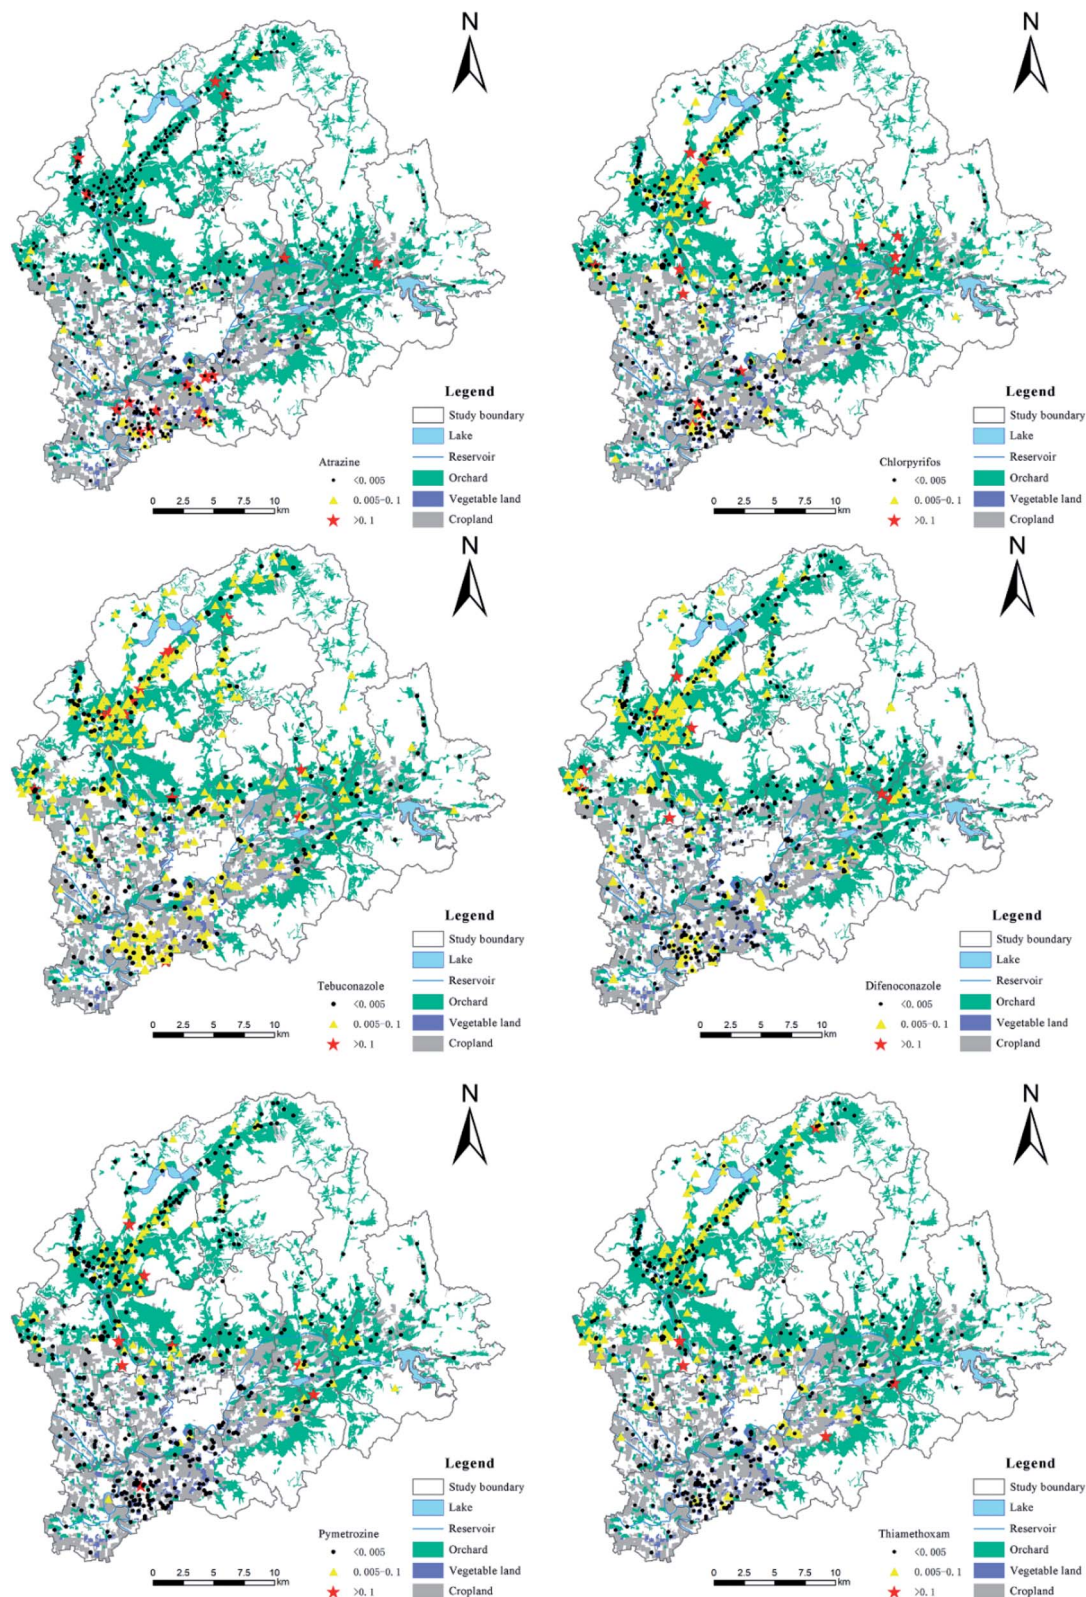 N
Legend
Study boundary
Lake
Reservoir
Orchard
Vegetable land
Cropland
Atrazine
<0.005
0.005-0.1
>0.1
0 2.5 5 7.5 10
km
N
Legend
Study boundary
Lake
Reservoir
Orchard
Vegetable land
Cropland
Chlorpyrifos
<0.005
0.005-0.1
>0.1
0 2.5 5 7.5 10
km
N
Legend
Study boundary
Lake
Reservoir
Orchard
Vegetable land
Cropland
Tebuconazole
<0.005
0.005-0.1
>0.1
0 2.5 5 7.5 10
km
N
Legend
Study boundary
Lake
Reservoir
Orchard
Vegetable land
Cropland
Difenoconazole
<0.005
0.005-0.1
>0.1
0 2.5 5 7.5 10
km
N
Legend
Study boundary
Lake
Reservoir
Orchard
Vegetable land
Cropland
Pymetrozine
<0.005
0.005-0.1
>0.1
0 2.5 5 7.5 10
km
N
Legend
Study boundary
Lake
Reservoir
Orchard
Vegetable land
Cropland
Thiamethoxam
<0.005
0.005-0.1
>0.1
0 2.5 5 7.5 10
km